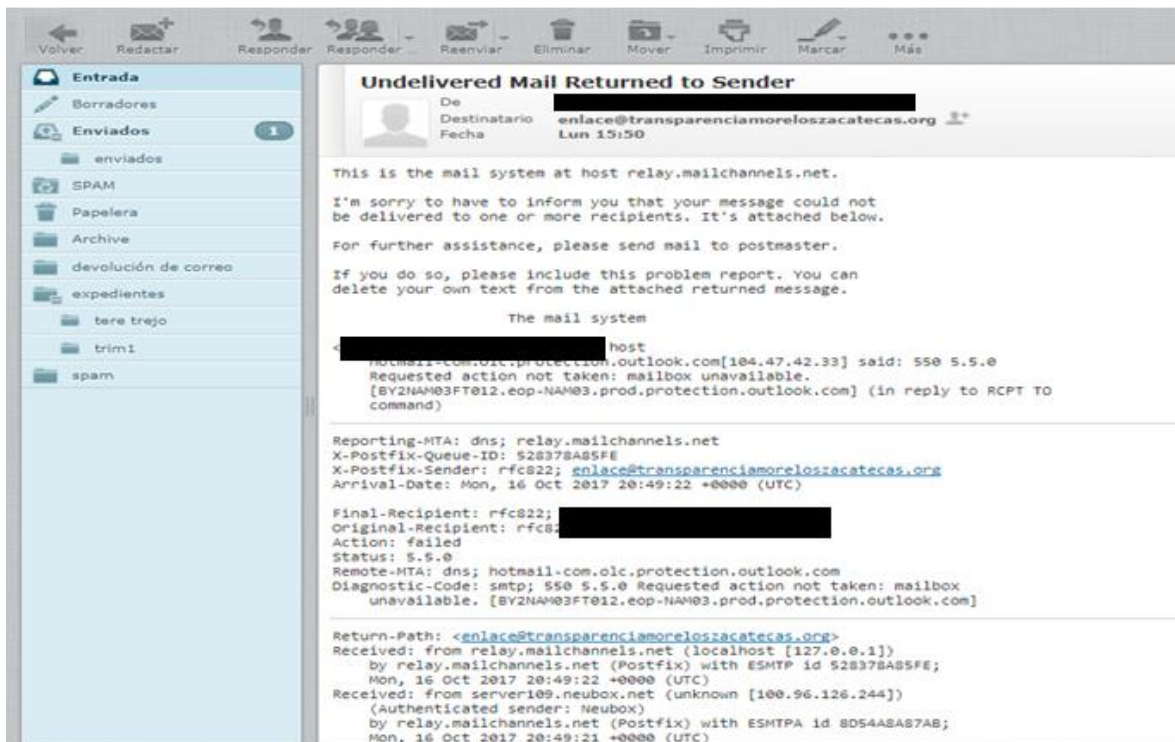 Volver Redactar Responder Responder ... Reenviar Eliminar Mover Imprimir Marcar Más
Entrada
Borradores
Enviados 1
enviados
SPAM
Papelera
Archive
devolución de correo
expedientes
tere trejo
trim1
spam
Undelivered Mail Returned to Sender
De
Destinatario enlace@transparenciamoreloszacatecas.org
Fecha Lun 15:50
This is the mail system at host relay.mailchannels.net.
I'm sorry to have to inform you that your message could not
be delivered to one or more recipients. It's attached below.
For further assistance, please send mail to postmaster.
If you do so, please include this problem report. You can
delete your own text from the attached returned message.
The mail system
< host
hotmail-com.olc.protection.outlook.com[104.47.42.33] said: 550 5.5.0
Requested action not taken: mailbox unavailable.
[BY2NAM03FT012.eop-NAM03.prod.protection.outlook.com] (in reply to RCPT TO
command)
Reporting-MTA: dns; relay.mailchannels.net
X-Postfix-Queue-ID: 528378A85FE
X-Postfix-Sender: rfc822; enlace@transparenciamoreloszacatecas.org
Arrival-Date: Mon, 16 Oct 2017 20:49:22 +0000 (UTC)
Final-Recipient: rfc822;
Original-Recipient: rfc82
Action: failed
Status: 5.5.0
Remote-MTA: dns; hotmail-com.olc.protection.outlook.com
Diagnostic-Code: smtp; 550 5.5.0 Requested action not taken: mailbox
unavailable. [BY2NAM03FT012.eop-NAM03.prod.protection.outlook.com]
Return-Path: <enlace@transparenciamoreloszacatecas.org>
Received: from relay.mailchannels.net (localhost [127.0.0.1])
by relay.mailchannels.net (Postfix) with ESMTP id 528378A85FE;
Mon, 16 Oct 2017 20:49:22 +0000 (UTC)
Received: from server109.neubox.net (unknown [100.96.126.244])
(Authenticated sender: Neubox)
by relay.mailchannels.net (Postfix) with ESMTPA id 8D54A8A87AB;
Mon, 16 Oct 2017 20:49:21 +0000 (UTC)